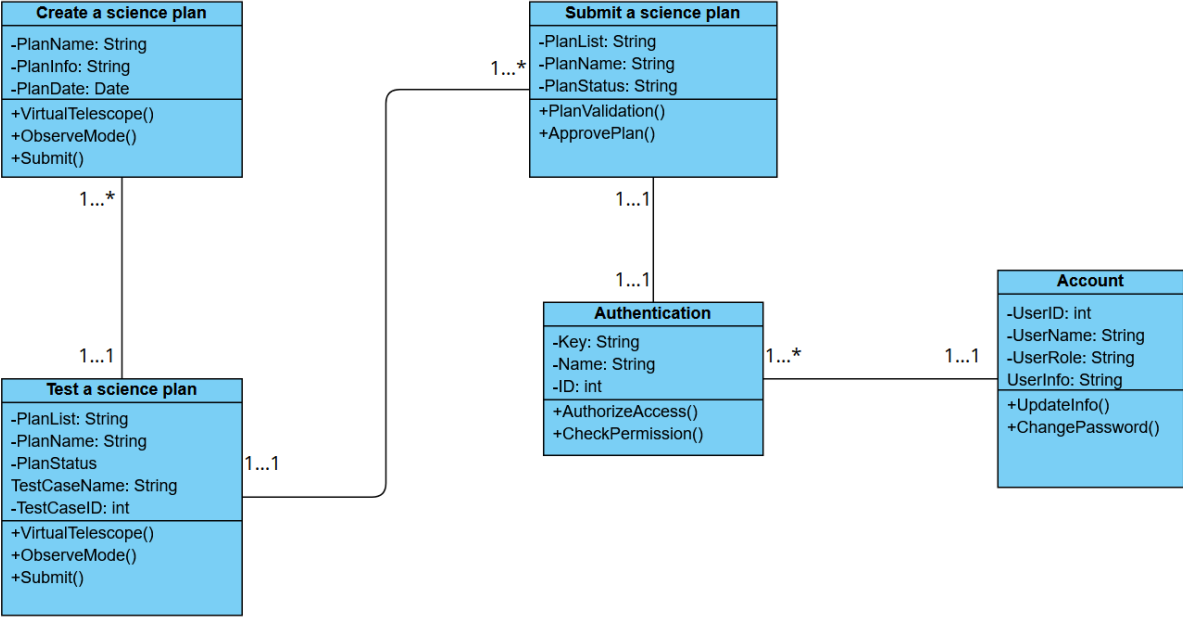 Create a science plan
-PlanName: String
-PlanInfo: String
-PlanDate: Date
+VirtualTelescope()
+ObserveMode()
+Submit()
1...*
1...1
Test a science plan
-PlanList: String
-PlanName: String
-PlanStatus
TestCaseName: String
-TestCaseID: int
+VirtualTelescope()
+ObserveMode()
+Submit()
1...1
1...*
Submit a science plan
-PlanList: String
-PlanName: String
-PlanStatus: String
+PlanValidation()
+ApprovePlan()
1...1
1...1
Authentication
-Key: String
-Name: String
-ID: int
+AuthorizeAccess()
+CheckPermission()
1...*
1...1
Account
-UserID: int
-UserName: String
-UserRole: String
UserInfo: String
+UpdateInfo()
+ChangePassword()